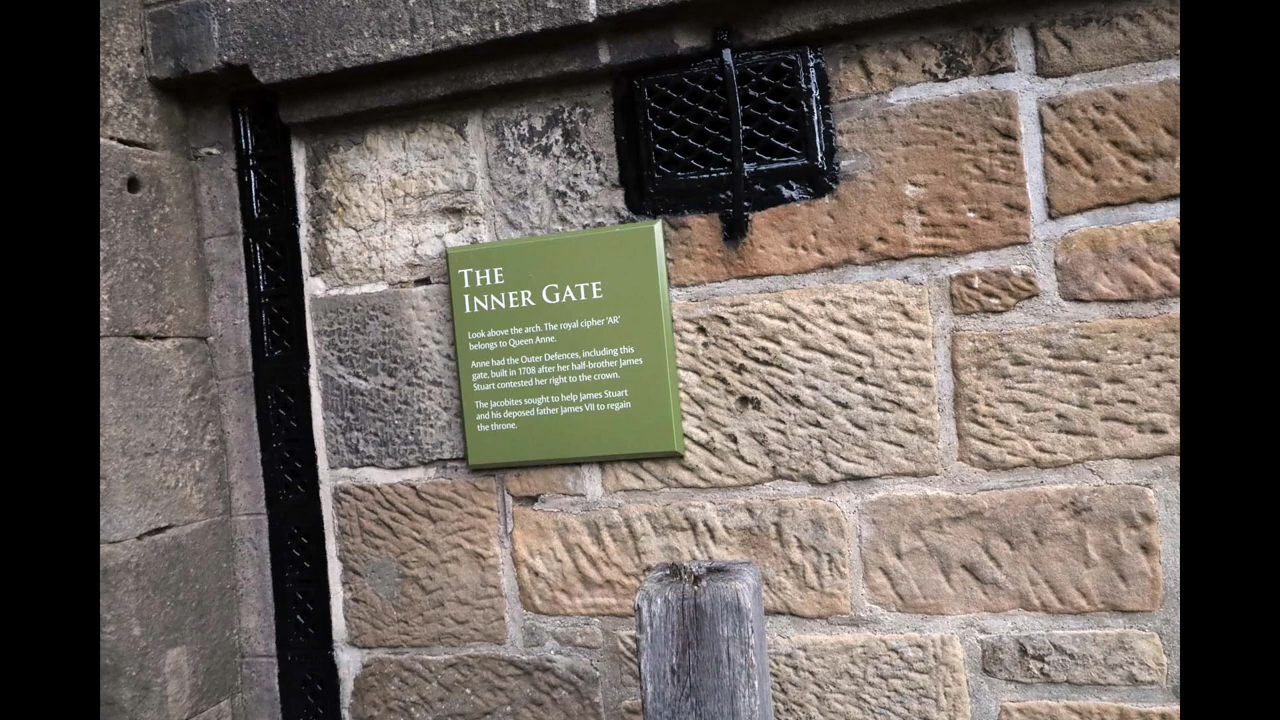 THE
INNER GATE
Look above the arch. The royal cipher 'AR'
belongs to Queen Anne.
Anne had the Outer Defences, including this
gate, built in 1708 after her half-brother James
Stuart contested her right to the crown.
The Jacobites sought to help James Stuart
and his deposed father James VII to regain
the throne.